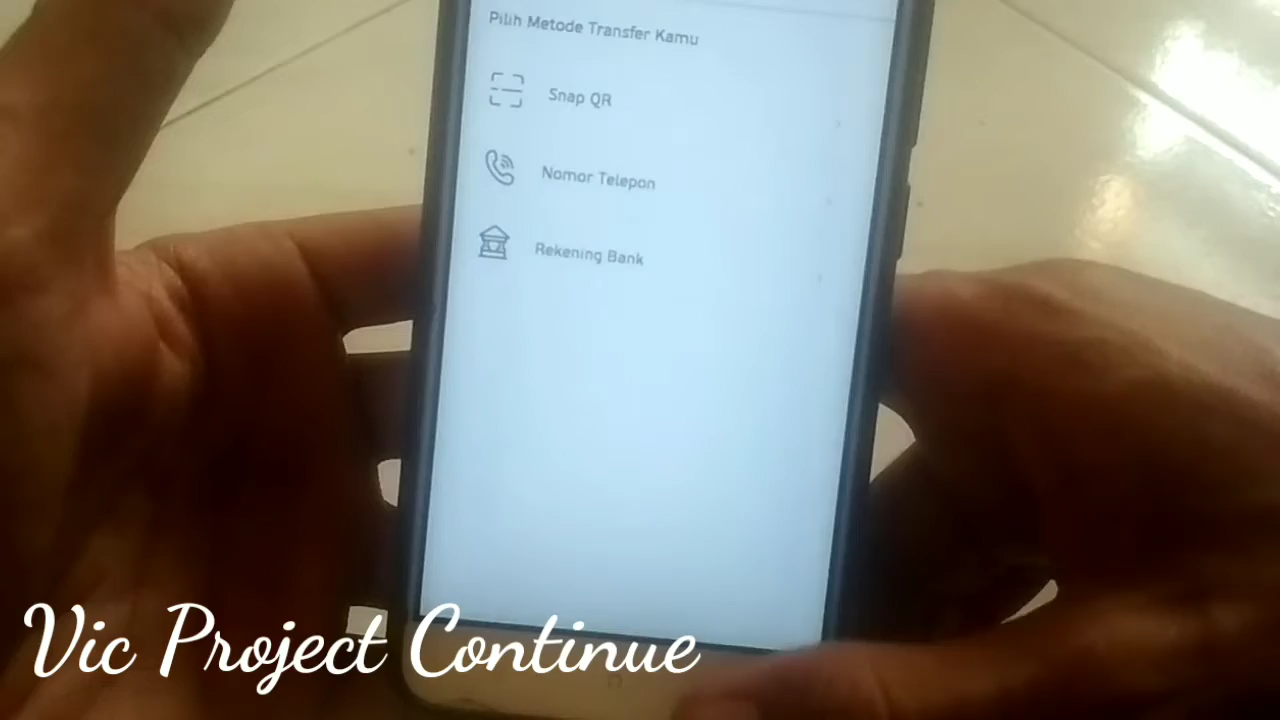 Pilih Metode Transfer Kamu
Snap QR
Nomor Telepon
Rekening Bank
Vic Project Continue